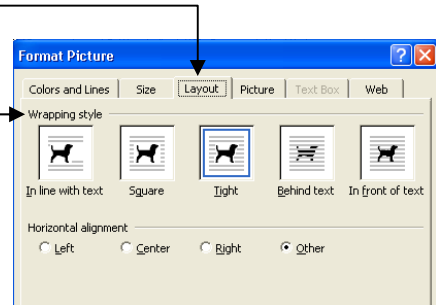 Format Picture
Colors and Lines Size Layout Picture Text Box Web
Wrapping style
In line with text Square Tight Behind text In front of text
Horizontal alignment
Left Center Right Other